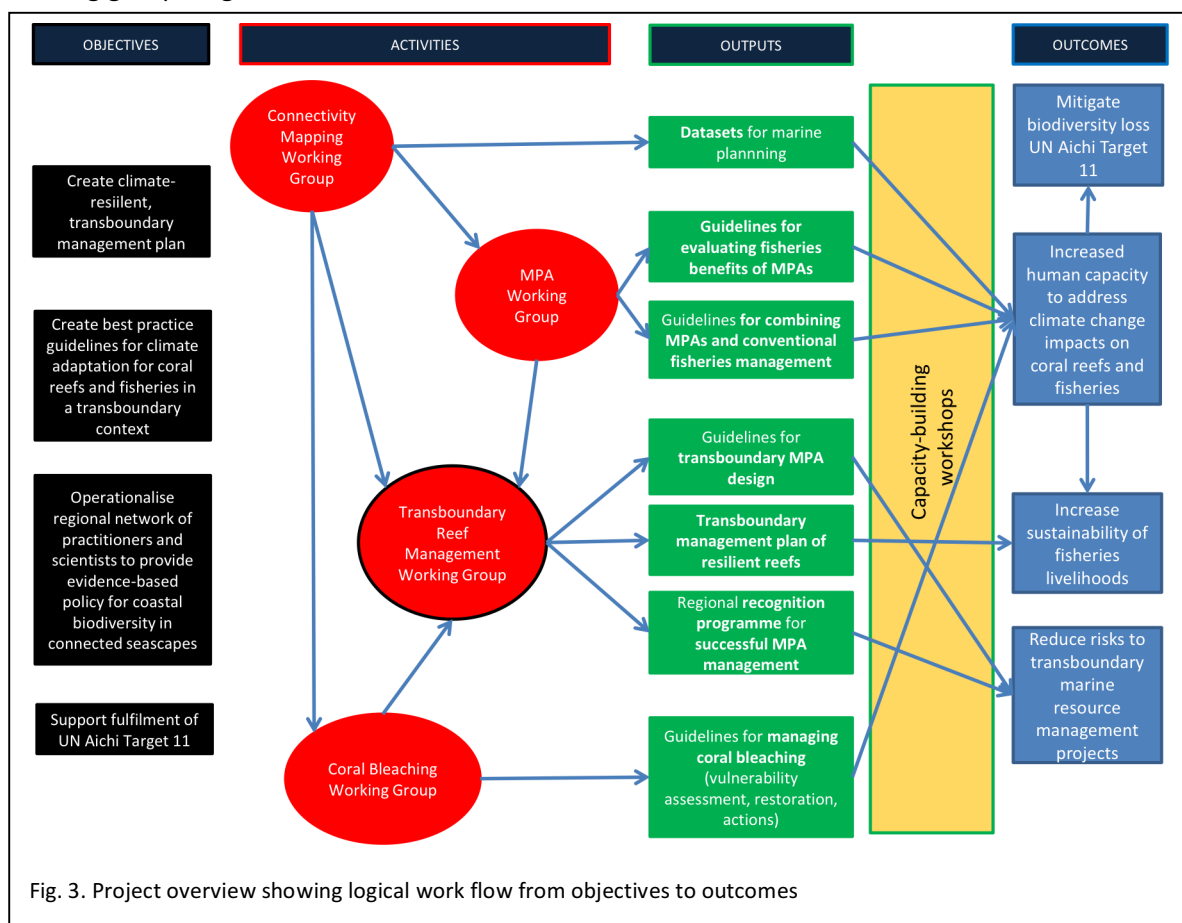 OBJECTIVES
ACTIVITIES
OUTPUTS
OUTCOMES
Create climate-
resiilent,
transboundary
management plan
Create best practice
guidelines for climate
adaptation for coral
reefs and fisheries in
a transboundary
context
Operationalise
regional network of
practitioners and
scientists to provide
evidence-based
policy for coastal
biodiversity in
connected seascapes
Support fulfilment of
UN Aichi Target 11
Connectivity
Mapping
Working
Group
MPA
Working
Group
Transboundary
Reef
Management
Working Group
Coral Bleaching
Working Group
Datasets for marine
plannning
Guidelines for
evaluating fisheries
benefits of MPAs
Guidelines for combining
MPAs and conventional
fisheries management
Guidelines for
transboundary MPA
design
Transboundary
management plan of
resilient reefs
Regional recognition
programme for
successful MPA
management
Guidelines for managing
coral bleaching
(vulnerability
assessment, restoration,
actions)
Capacity-building
workshops
Mitigate
biodiversity loss
UN Aichi Target
11
Increased
human capacity
to address
climate change
impacts on
coral reefs and
fisheries
Increase
sustainability of
fisheries
livelihoods
Reduce risks to
transboundary
marine
resource
management
projects
Fig. 3. Project overview showing logical work flow from objectives to outcomes